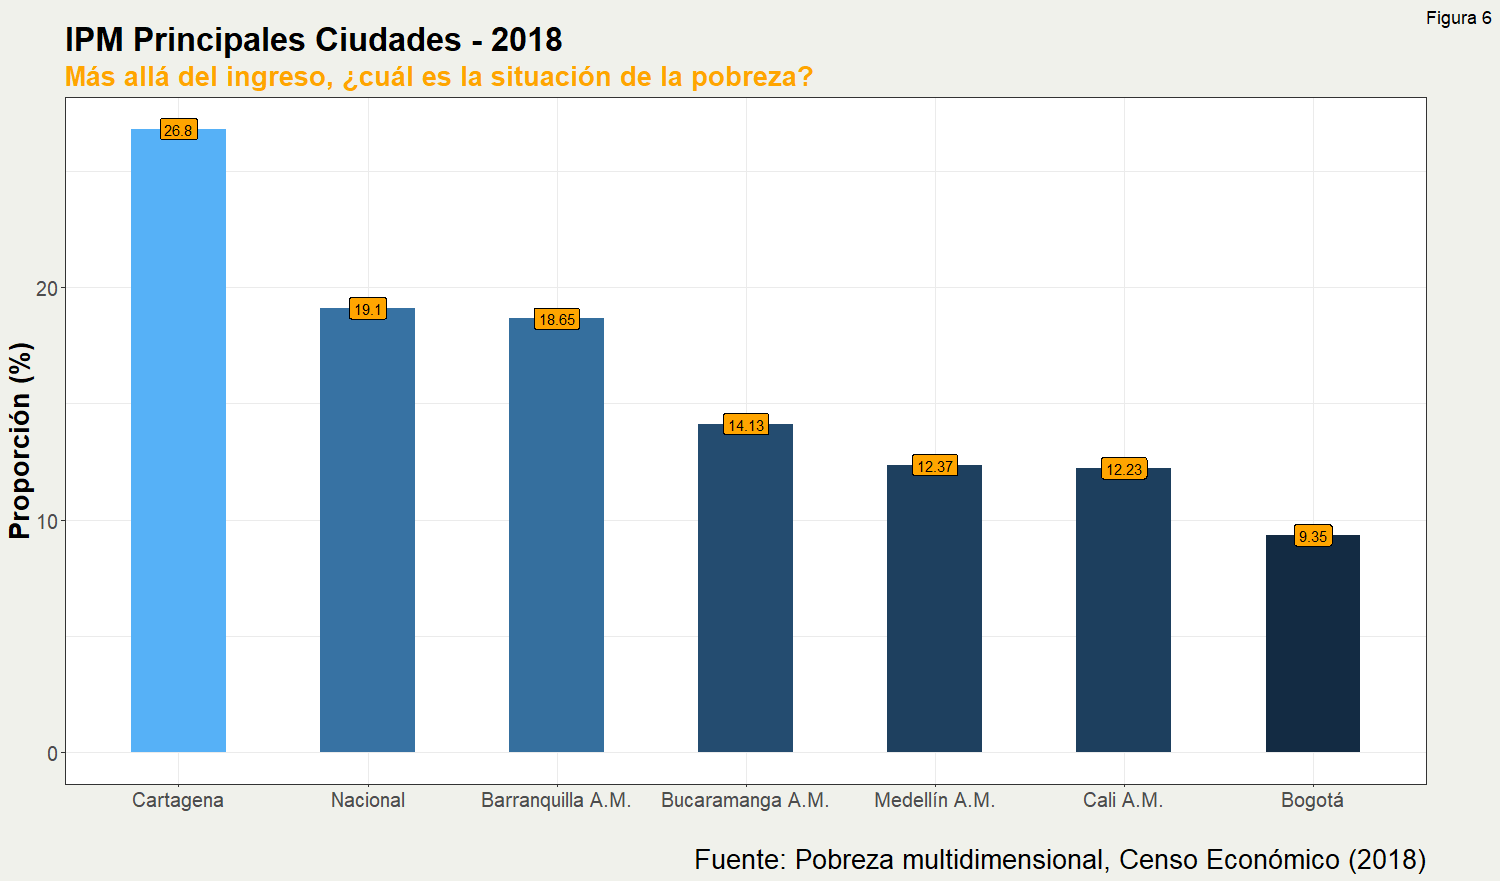 Figura 6
IPM Principales Ciudades - 2018
Más allá del ingreso, ¿cuál es la situación de la pobreza?
Proporción (%)
20
10
0
26.8
19.1
18.65
14.13
12.37
12.23
9.35
Cartagena
Nacional
Barranquilla A.M.
Bucaramanga A.M.
Medellín A.M.
Cali A.M.
Bogotá
Fuente: Pobreza multidimensional, Censo Económico (2018)